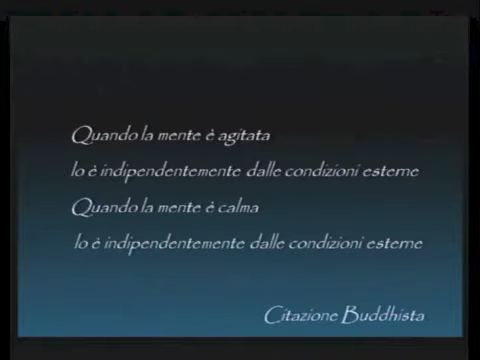 Quando la mente è agitata
lo è indipendentemente dalle condizioni esterne
Quando la mente è calma
lo è indipendentemente dalle condizioni esterne
Citazione Buddhista